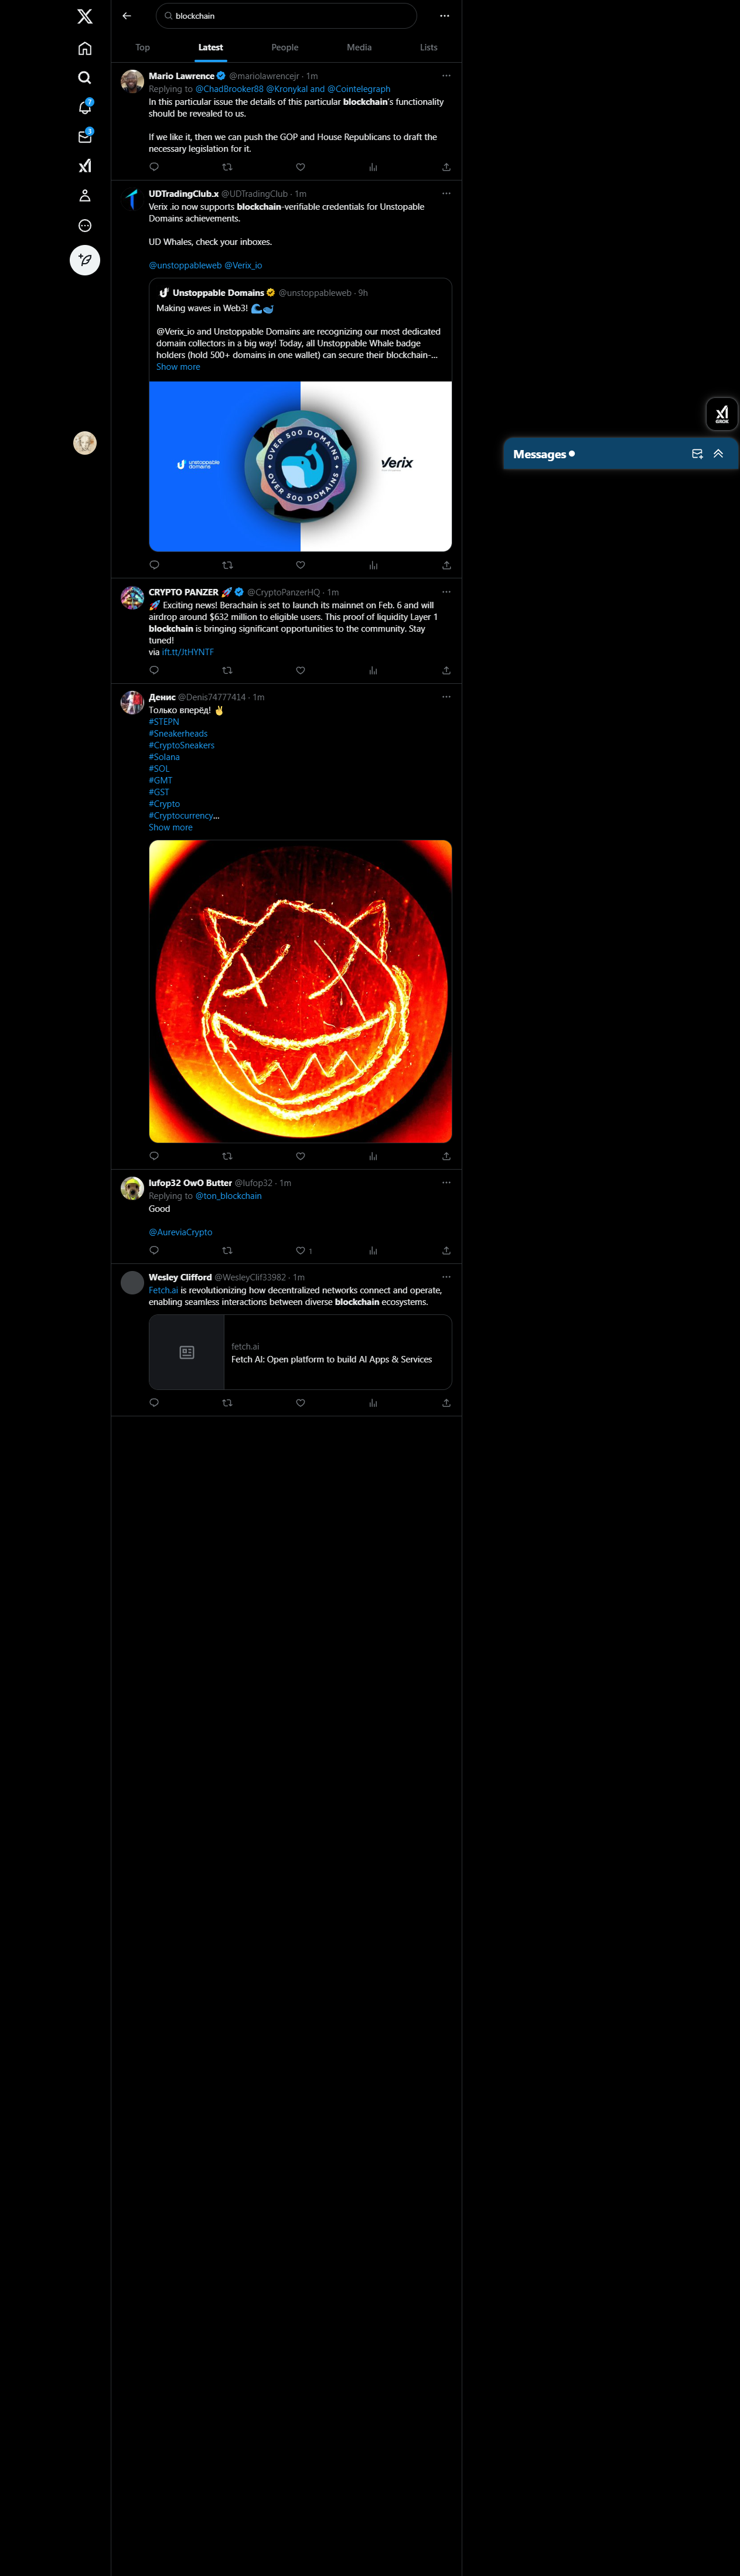 blockchain
Top
Latest
People
Media
Lists
7
3
Mario Lawrence @mariolawrencejr · 1m
Replying to @ChadBrooker88 @Kronykal and @Cointelegraph
In this particular issue the details of this particular blockchain's functionality
should be revealed to us.
If we like it, then we can push the GOP and House Republicans to draft the
necessary legislation for it.
UDTradingClub.x @UDTradingClub · 1m
Verix .io now supports blockchain-verifiable credentials for Unstopable
Domains achievements.
UD Whales, check your inboxes.
@unstoppableweb @Verix_io
Unstoppable Domains @unstoppableweb · 9h
Making waves in Web3! 🌊🐋
@Verix_io and Unstoppable Domains are recognizing our most dedicated
domain collectors in a big way! Today, all Unstoppable Whale badge
holders (hold 500+ domains in one wallet) can secure their blockchain-...
Show more
unstoppable
domains
OVER 500 DOMAINS
OVER 500 DOMAINS
Verix
GROK
Messages
CRYPTO PANZER 🚀 @CryptoPanzerHQ · 1m
🚀 Exciting news! Berachain is set to launch its mainnet on Feb. 6 and will
airdrop around $632 million to eligible users. This proof of liquidity Layer 1
blockchain is bringing significant opportunities to the community. Stay
tuned!
via ift.tt/JtHYNTF
Денис @Denis74777414 · 1m
Только вперёд! ✌
#STEPN
#Sneakerheads
#CryptoSneakers
#Solana
#SOL
#GMT
#GST
#Crypto
#Cryptocurrency...
Show more
lufop32 OwO Butter @lufop32 · 1m
Replying to @ton_blockchain
Good
@AureviaCrypto
1
Wesley Clifford @WesleyClif33982 · 1m
Fetch.ai is revolutionizing how decentralized networks connect and operate,
enabling seamless interactions between diverse blockchain ecosystems.
fetch.ai
Fetch AI: Open platform to build AI Apps & Services